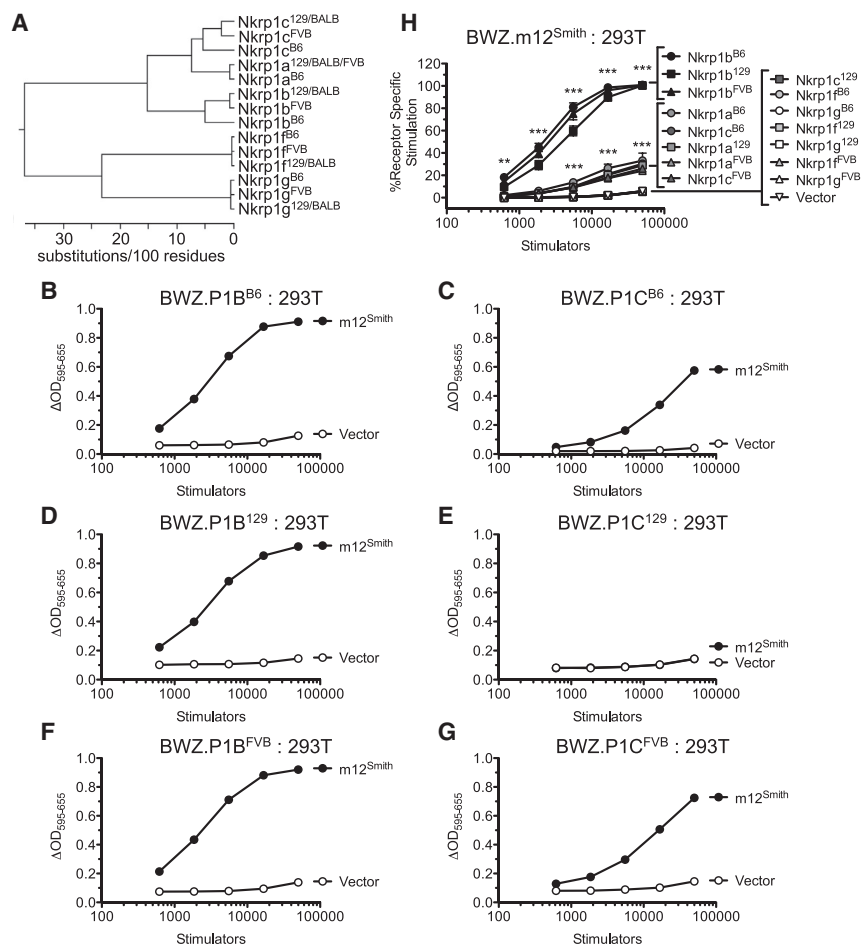 A
Nkrp1c129/BALB
Nkrp1cFVB
Nkrp1cB6
Nkrp1a129/BALB/FVB
Nkrp1aB6
Nkrp1b129/BALB
Nkrp1bFVB
Nkrp1bB6
Nkrp1fB6
Nkrp1fFVB
Nkrp1f129/BALB
Nkrp1gB6
Nkrp1gFVB
Nkrp1g129/BALB
30 20 10 0
substitutions/100 residues
H
BWZ.m12Smith : 293T
%Receptor Specific
Stimulation
120
100
80
60
40
20
0
** *** *** *** ***
*** *** ***
100 1000 10000 100000
Stimulators
Nkrp1bB6
Nkrp1b129
Nkrp1bFVB
Nkrp1aB6
Nkrp1cB6
Nkrp1a129
Nkrp1aFVB
Nkrp1cFVB
Nkrp1c129
Nkrp1fB6
Nkrp1gB6
Nkrp1f129
Nkrp1g129
Nkrp1fFVB
Nkrp1gFVB
Vector
B
BWZ.P1BB6 : 293T
ΔOD595-655
1.0
0.8
0.6
0.4
0.2
0.0
m12Smith
Vector
100 1000 10000 100000
Stimulators
C
BWZ.P1CB6 : 293T
ΔOD595-655
1.0
0.8
0.6
0.4
0.2
0.0
m12Smith
Vector
100 1000 10000 100000
Stimulators
D
BWZ.P1B129 : 293T
ΔOD595-655
1.0
0.8
0.6
0.4
0.2
0.0
m12Smith
Vector
100 1000 10000 100000
Stimulators
E
BWZ.P1C129 : 293T
ΔOD595-655
1.0
0.8
0.6
0.4
0.2
0.0
m12Smith
Vector
100 1000 10000 100000
Stimulators
F
BWZ.P1BFVB : 293T
ΔOD595-655
1.0
0.8
0.6
0.4
0.2
0.0
m12Smith
Vector
100 1000 10000 100000
Stimulators
G
BWZ.P1CFVB : 293T
ΔOD595-655
1.0
0.8
0.6
0.4
0.2
0.0
m12Smith
Vector
100 1000 10000 100000
Stimulators